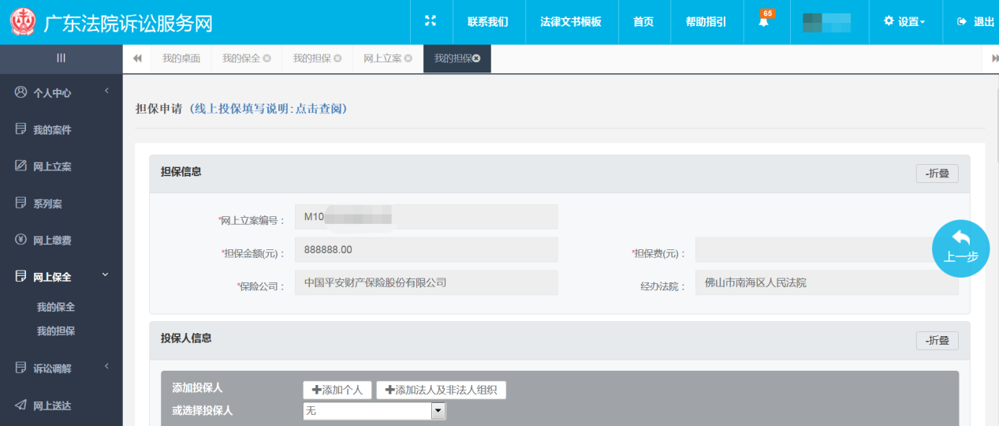 广东法院诉讼服务网
联系我们 法律文书模板 首页 帮助指引 65 设置 退出
我的桌面 我的保全 我的担保 网上立案 我的担保
个人中心
我的案件
网上立案
系列案
网上缴费
网上保全
我的保全
我的担保
诉讼调解
网上送达
担保申请 (线上投保填写说明:点击查阅)
担保信息 -折叠
*网上立案编号: M10
*担保金额(元): 888888.00 *担保费(元):
*保险公司: 中国平安财产保险股份有限公司 经办法院: 佛山市南海区人民法院
上一步
投保人信息 -折叠
添加投保人 ✚添加个人 ✚添加法人及非法人组织
或选择投保人 无